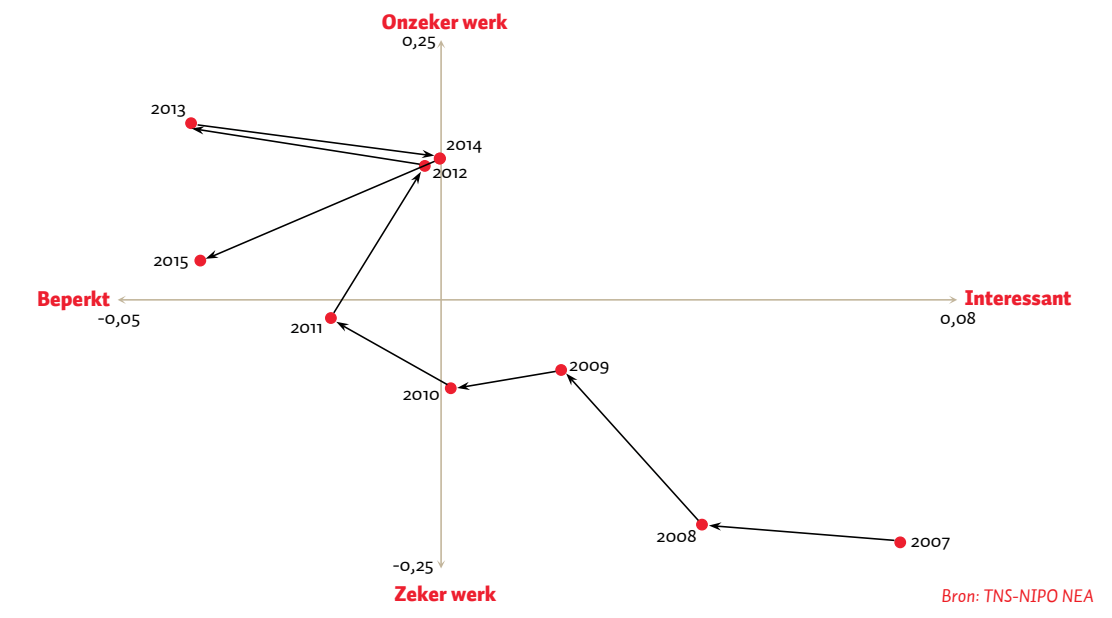 Onzeker werk
0,25
2013
2014
2012
2015
Beperkt
Interessant
-0,05
0,08
2011
2009
2010
2008
2007
-0,25
Zeker werk
Bron: TNS-NIPO NEA